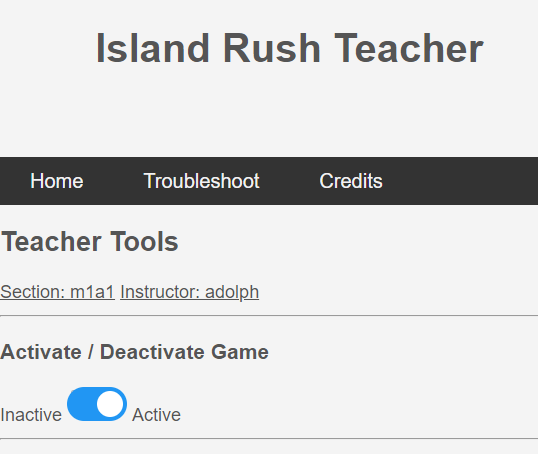 Island Rush Teacher
Home Troubleshoot Credits
Teacher Tools
Section: m1a1 Instructor: adolph
Activate / Deactivate Game
Inactive Active